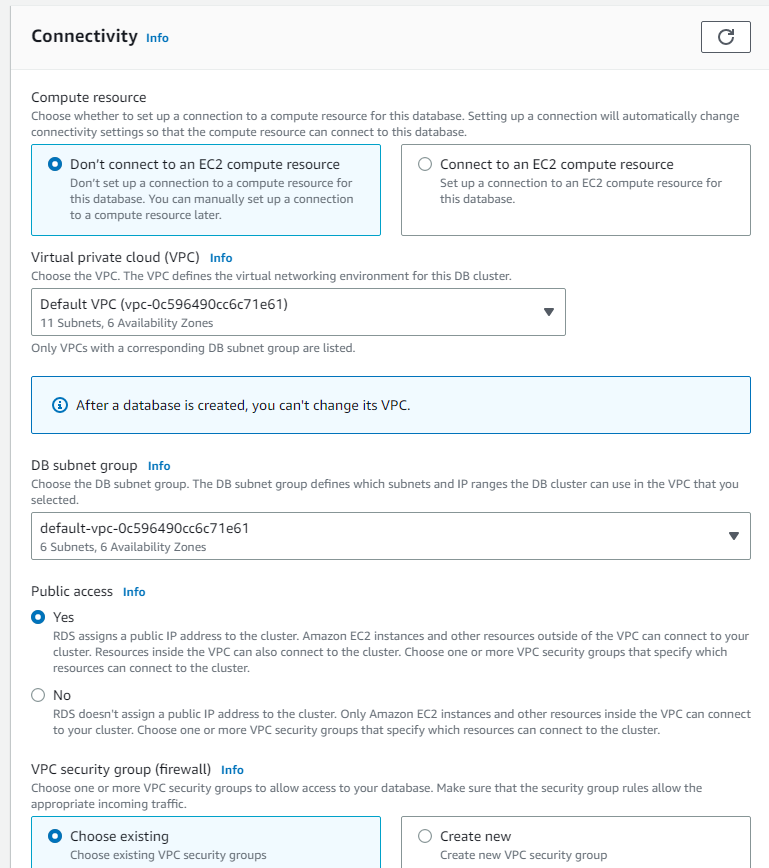 Connectivity Info
Compute resource
Choose whether to set up a connection to a compute resource for this database. Setting up a connection will automatically change
connectivity settings so that the compute resource can connect to this database.
Don't connect to an EC2 compute resource
Don't set up a connection to a compute resource for
this database. You can manually set up a connection
to a compute resource later.
Connect to an EC2 compute resource
Set up a connection to an EC2 compute resource for
this database.
Virtual private cloud (VPC) Info
Choose the VPC. The VPC defines the virtual networking environment for this DB cluster.
Default VPC (vpc-0c596490cc6c71e61)
11 Subnets, 6 Availability Zones
Only VPCs with a corresponding DB subnet group are listed.
After a database is created, you can't change its VPC.
DB subnet group Info
Choose the DB subnet group. The DB subnet group defines which subnets and IP ranges the DB cluster can use in the VPC that you
selected.
default-vpc-0c596490cc6c71e61
6 Subnets, 6 Availability Zones
Public access Info
Yes
RDS assigns a public IP address to the cluster. Amazon EC2 instances and other resources outside of the VPC can connect to your
cluster. Resources inside the VPC can also connect to the cluster. Choose one or more VPC security groups that specify which
resources can connect to the cluster.
No
RDS doesn't assign a public IP address to the cluster. Only Amazon EC2 instances and other resources inside the VPC can connect
to your cluster. Choose one or more VPC security groups that specify which resources can connect to the cluster.
VPC security group (firewall) Info
Choose one or more VPC security groups to allow access to your database. Make sure that the security group rules allow the
appropriate incoming traffic.
Choose existing
Choose existing VPC security groups
Create new
Create new VPC security group